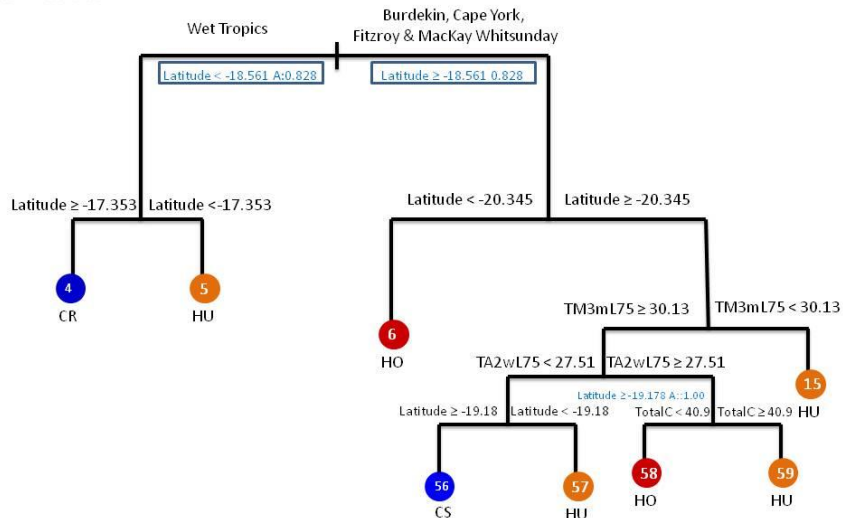 Wet Tropics
Burdekin, Cape York,
Fitzroy & MacKay Whitsunday
Latitude < -18.561 A:0.828
Latitude ≥ -18.561 0.828
Latitude ≥ -17.353
Latitude <-17.353
Latitude < -20.345
Latitude ≥ -20.345
4
CR
5
HU
6
HO
TM3mL75 ≥ 30.13
TM3mL75 < 30.13
15
HU
TA2wL75 < 27.51
TA2wL75 ≥ 27.51
Latitude ≥-19.178 A::1.00
Latitude ≥ -19.18
Latitude < -19.18
TotalC < 40.9
TotalC ≥ 40.9
56
CS
57
HU
58
HO
59
HU